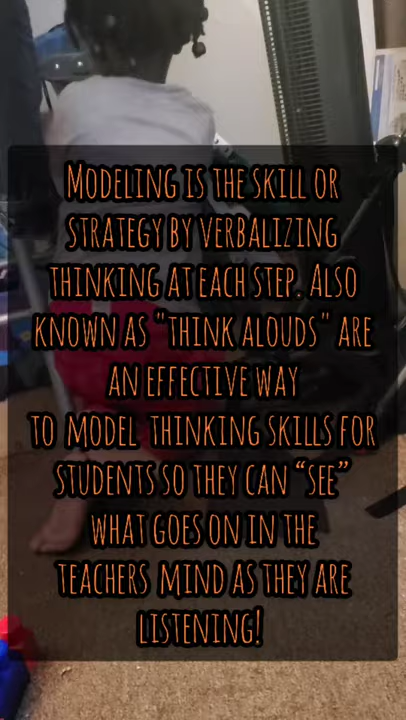 Modeling is the skill or
strategy by verbalizing
thinking at each step. Also
known as "think alouds" are
an effective way
to model thinking skills for
students so they can “see”
what goes on in the
teachers mind as they are
listening!